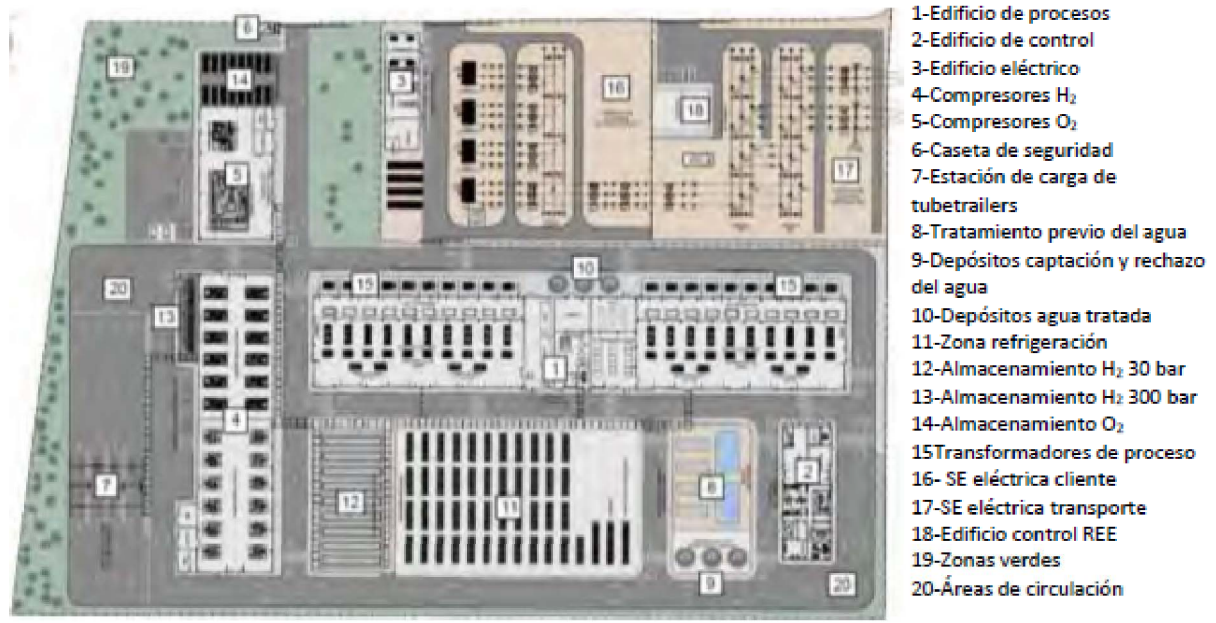 1-Edificio de procesos
2-Edificio de control
3-Edificio eléctrico
4-Compresores H₂
5-Compresores O₂
6-Caseta de seguridad
7-Estación de carga de
tubetrailers
8-Tratamiento previo del agua
9-Depósitos captación y rechazo
del agua
10-Depósitos agua tratada
11-Zona refrigeración
12-Almacenamiento H₂ 30 bar
13-Almacenamiento H₂ 300 bar
14-Almacenamiento O₂
15Transformadores de proceso
16- SE eléctrica cliente
17-SE eléctrica transporte
18-Edificio control REE
19-Zonas verdes
20-Áreas de circulación
6
19
14
3
16
18
5
17
20
15
10
15
13
1
4
7
12
11
8
2
9
20